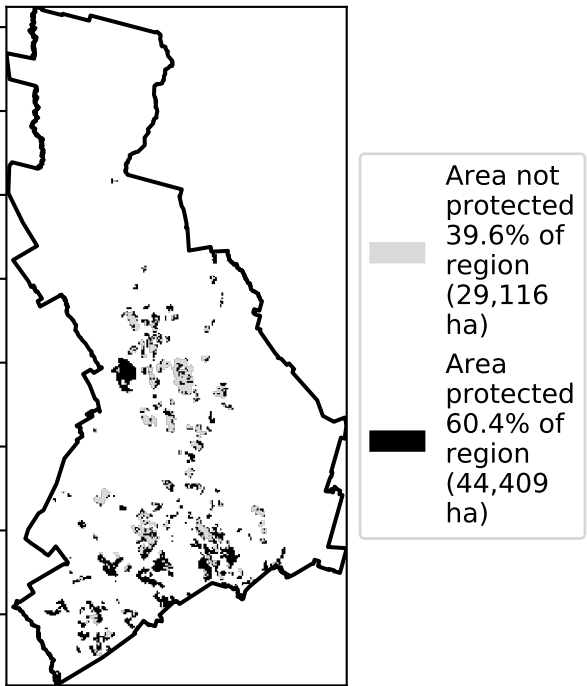 Area not
protected
39.6% of
region
(29,116
ha)
Area
protected
60.4% of
region
(44,409
ha)